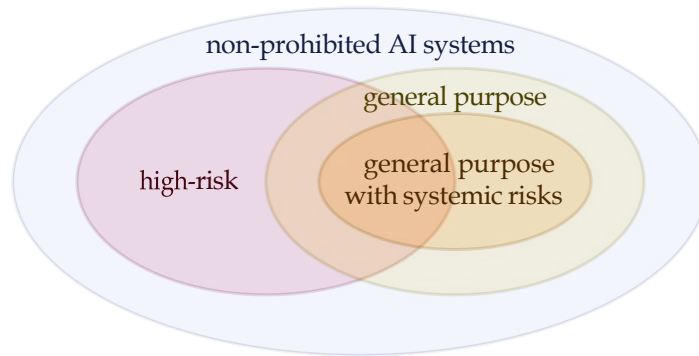 non-prohibited AI systems
general purpose
high-risk
general purpose
with systemic risks